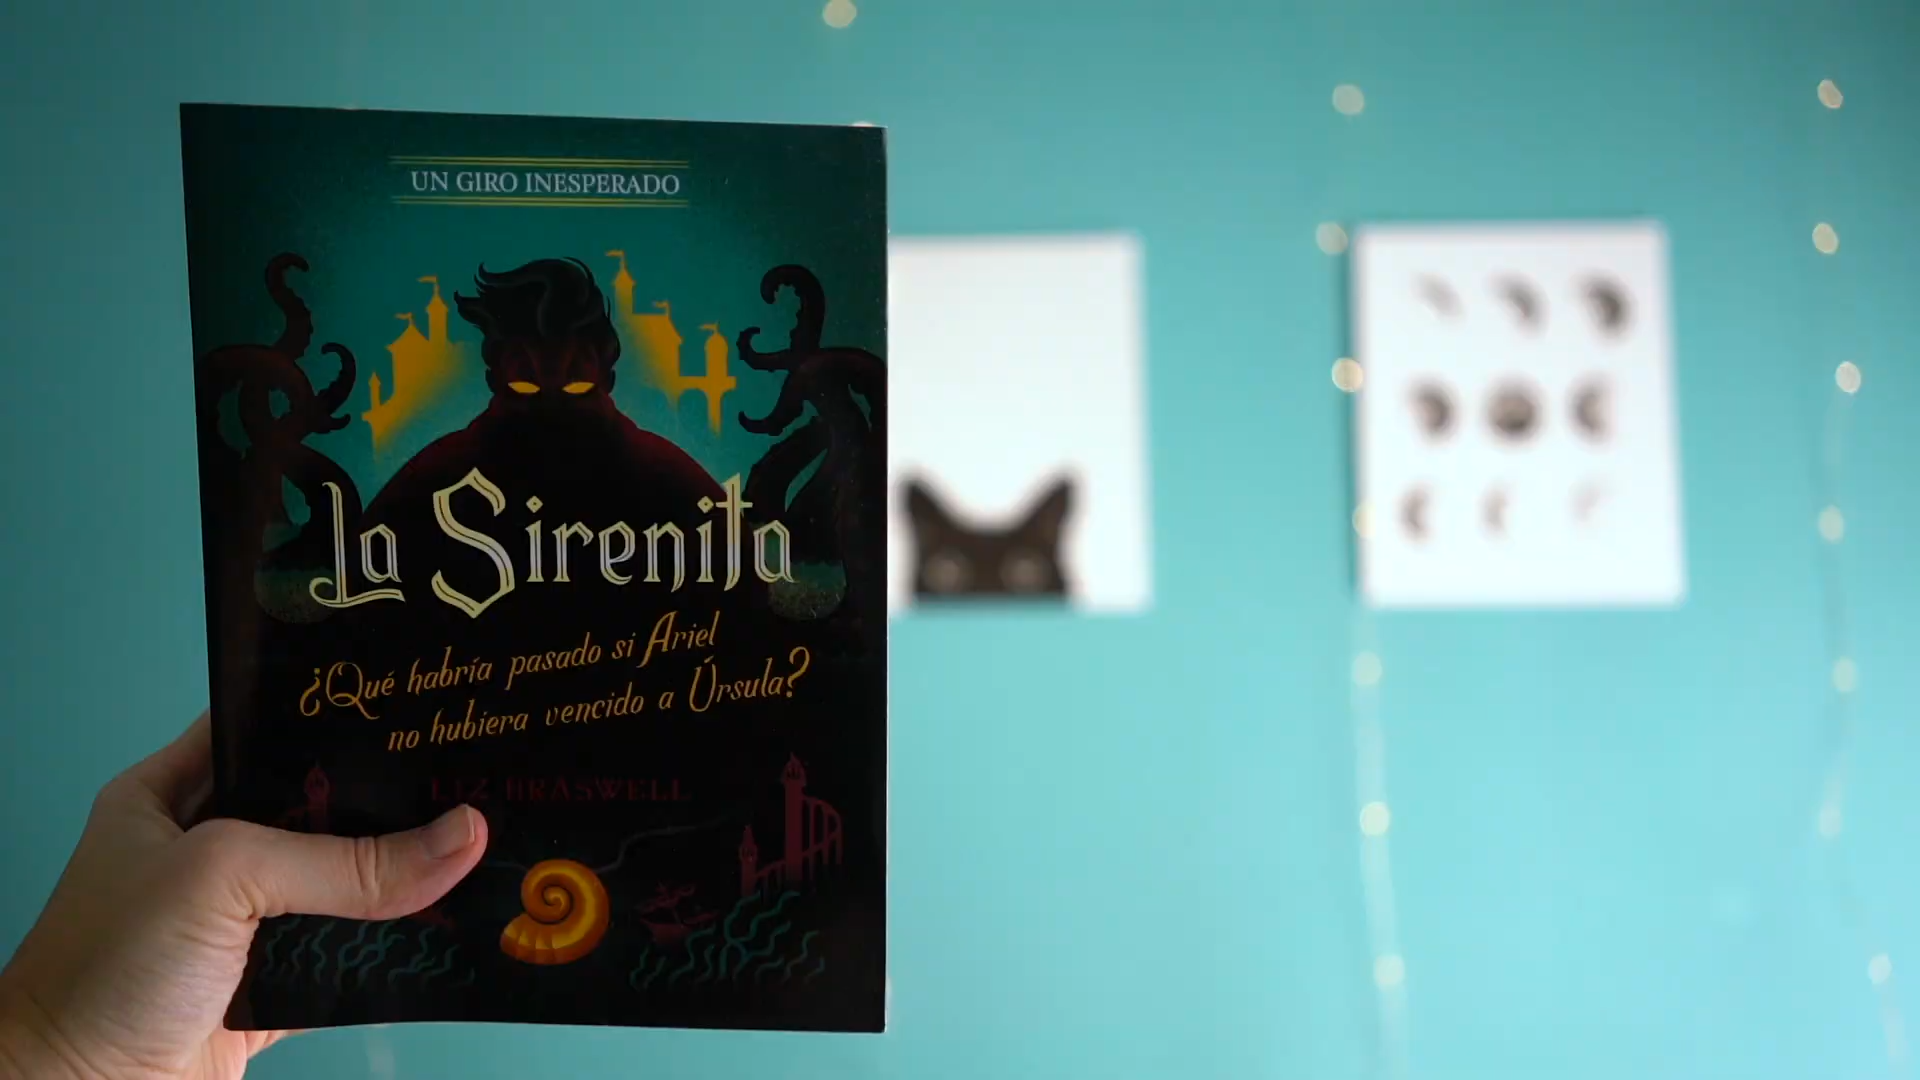 UN GIRO INESPERADO
La Sirenita
¿Qué habría pasado si Ariel
no hubiera vencido a Úrsula?
LIZ BRASWELL